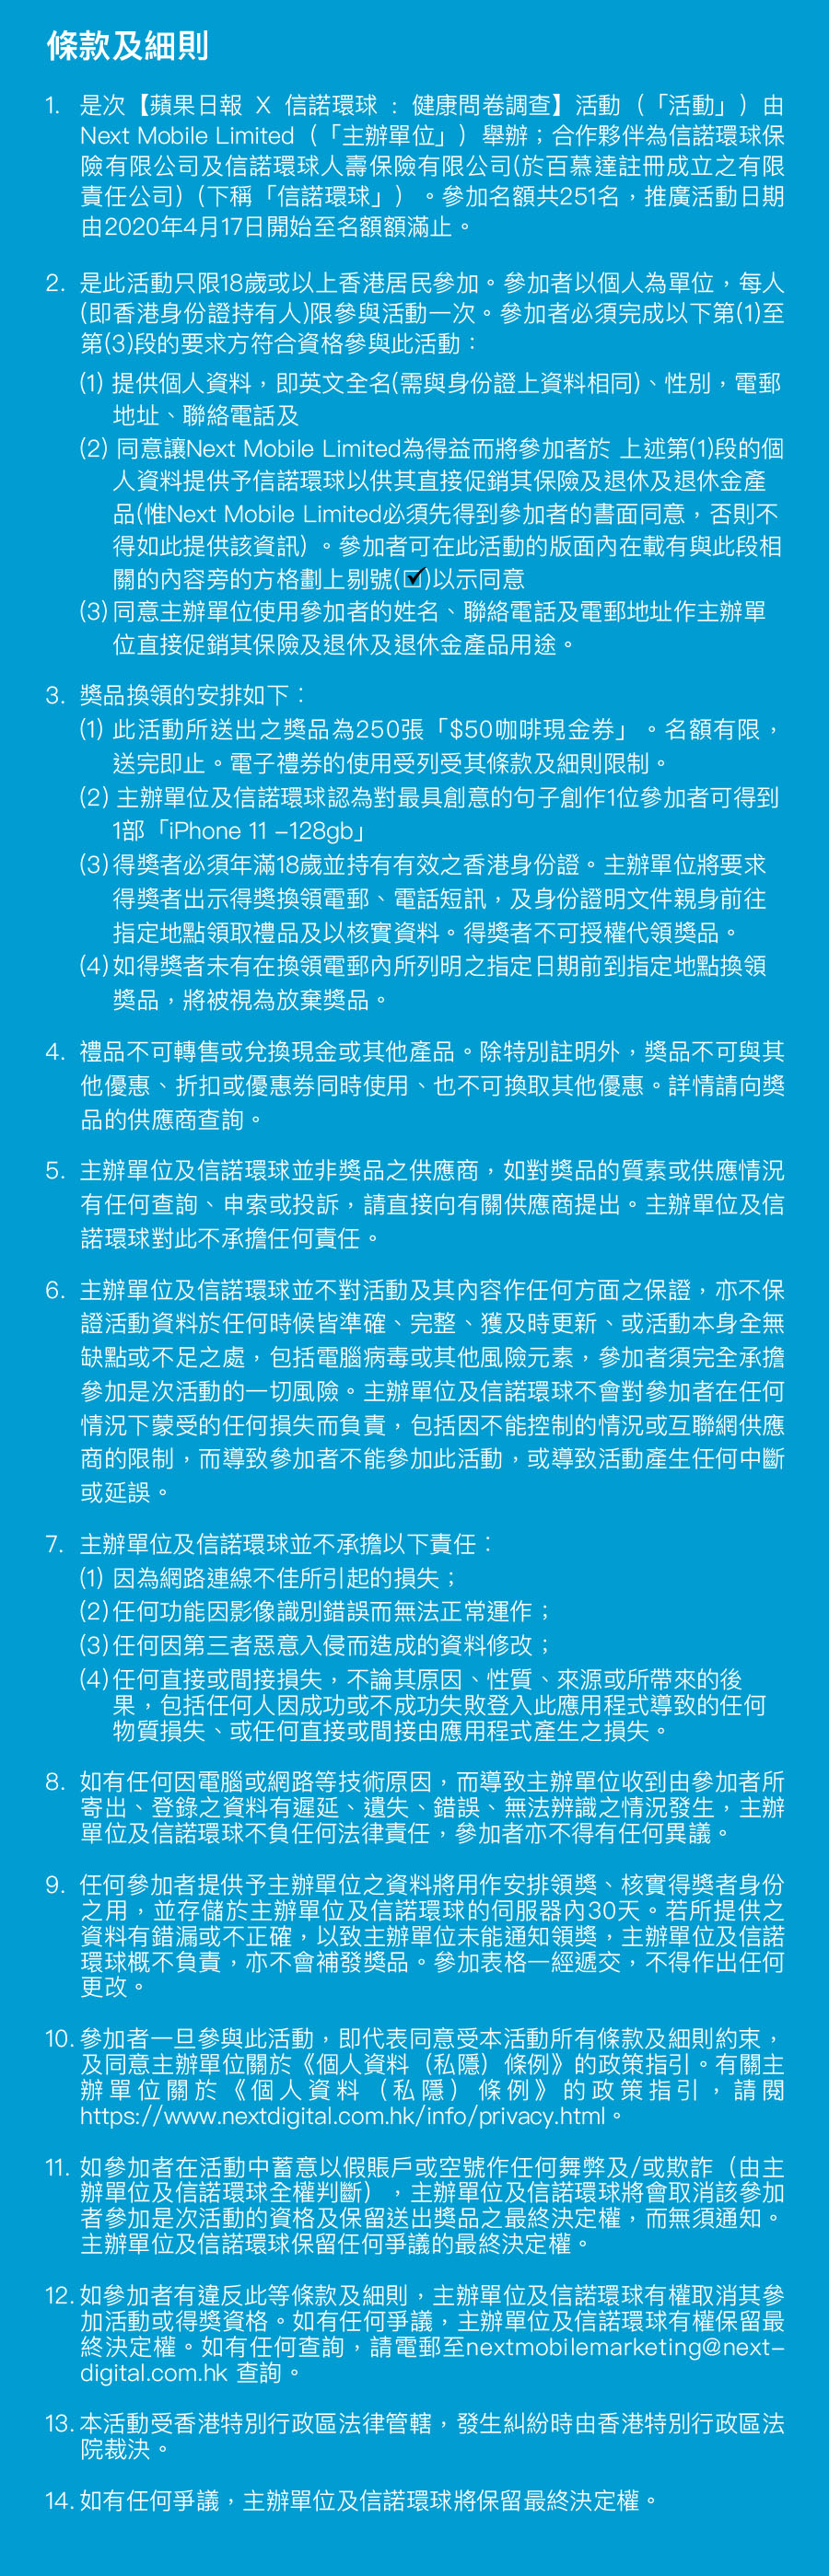 條款及細則
1. 是次【蘋果日報 X 信諾環球 : 健康問卷調查】活動（「活動」）由
Next Mobile Limited（「主辦單位」）舉辦；合作夥伴為信諾環球保
險有限公司及信諾環球人壽保險有限公司(於百慕達註冊成立之有限
責任公司)（下稱「信諾環球」）。參加名額共251名，推廣活動日期
由2020年4月17日開始至名額額滿止。
2. 是此活動只限18歲或以上香港居民參加。參加者以個人為單位，每人
(即香港身份證持有人)限參與活動一次。參加者必須完成以下第(1)至
第(3)段的要求方符合資格參與此活動：
(1) 提供個人資料，即英文全名(需與身份證上資料相同)、性別，電郵
地址、聯絡電話及
(2) 同意讓Next Mobile Limited為得益而將參加者於 上述第(1)段的個
人資料提供予信諾環球以供其直接促銷其保險及退休及退休金產
品(惟Next Mobile Limited必須先得到參加者的書面同意，否則不
得如此提供該資訊) 。參加者可在此活動的版面內在載有與此段相
關的內容旁的方格劃上剔號(☑)以示同意
(3) 同意主辦單位使用參加者的姓名、聯絡電話及電郵地址作主辦單
位直接促銷其保險及退休及退休金產品用途。
3. 獎品換領的安排如下：
(1) 此活動所送出之獎品為250張「$50咖啡現金券」。名額有限，
送完即止。電子禮券的使用受列受其條款及細則限制。
(2) 主辦單位及信諾環球認為對最具創意的句子創作1位參加者可得到
1部「iPhone 11 –128gb」
(3) 得獎者必須年滿18歲並持有有效之香港身份證。主辦單位將要求
得獎者出示得獎換領電郵、電話短訊，及身份證明文件親身前往
指定地點領取禮品及以核實資料。得獎者不可授權代領獎品。
(4) 如得獎者未有在換領電郵內所列明之指定日期前到指定地點換領
獎品，將被視為放棄獎品。
4. 禮品不可轉售或兌換現金或其他產品。除特別註明外，獎品不可與其
他優惠、折扣或優惠券同時使用、也不可換取其他優惠。詳情請向獎
品的供應商查詢。
5. 主辦單位及信諾環球並非獎品之供應商，如對獎品的質素或供應情況
有任何查詢、申索或投訴，請直接向有關供應商提出。主辦單位及信
諾環球對此不承擔任何責任。
6. 主辦單位及信諾環球並不對活動及其內容作任何方面之保證，亦不保
證活動資料於任何時候皆準確、完整、獲及時更新、或活動本身全無
缺點或不足之處，包括電腦病毒或其他風險元素，參加者須完全承擔
參加是次活動的一切風險。主辦單位及信諾環球不會對參加者在任何
情況下蒙受的任何損失而負責，包括因不能控制的情況或互聯網供應
商的限制，而導致參加者不能參加此活動，或導致活動產生任何中斷
或延誤。
7. 主辦單位及信諾環球並不承擔以下責任：
(1) 因為網路連線不佳所引起的損失；
(2) 任何功能因影像識別錯誤而無法正常運作；
(3) 任何因第三者惡意入侵而造成的資料修改；
(4) 任何直接或間接損失，不論其原因、性質、來源或所帶來的後
果，包括任何人因成功或不成功失敗登入此應用程式導致的任何
物質損失、或任何直接或間接由應用程式產生之損失。
8. 如有任何因電腦或網路等技術原因，而導致主辦單位收到由參加者所
寄出、登錄之資料有遲延、遺失、錯誤、無法辨識之情況發生，主辦
單位及信諾環球不負任何法律責任，參加者亦不得有任何異議。
9. 任何參加者提供予主辦單位之資料將用作安排領獎、核實得獎者身份
之用，並存儲於主辦單位及信諾環球的伺服器內30天。若所提供之
資料有錯漏或不正確，以致主辦單位未能通知領獎，主辦單位及信諾
環球概不負責，亦不會補發獎品。參加表格一經遞交，不得作出任何
更改。
10. 參加者一旦參與此活動，即代表同意受本活動所有條款及細則約束，
及同意主辦單位關於《個人資料（私隱）條例》的政策指引。有關主
辦單位關於《個人資料（私隱）條例》的政策指引，請閱
https://www.nextdigital.com.hk/info/privacy.html。
11. 如參加者在活動中蓄意以假賬戶或空號作任何舞弊及/或欺詐（由主
辦單位及信諾環球全權判斷），主辦單位及信諾環球將會取消該參加
者參加是次活動的資格及保留送出獎品之最終決定權，而無須通知。
主辦單位及信諾環球保留任何爭議的最終決定權。
12. 如參加者有違反此等條款及細則，主辦單位及信諾環球有權取消其參
加活動或得獎資格。如有任何爭議，主辦單位及信諾環球有權保留最
終決定權。如有任何查詢，請電郵至nextmobilemarketing@next–
digital.com.hk 查詢。
13. 本活動受香港特別行政區法律管轄，發生糾紛時由香港特別行政區法
院裁決。
14. 如有任何爭議，主辦單位及信諾環球將保留最終決定權。